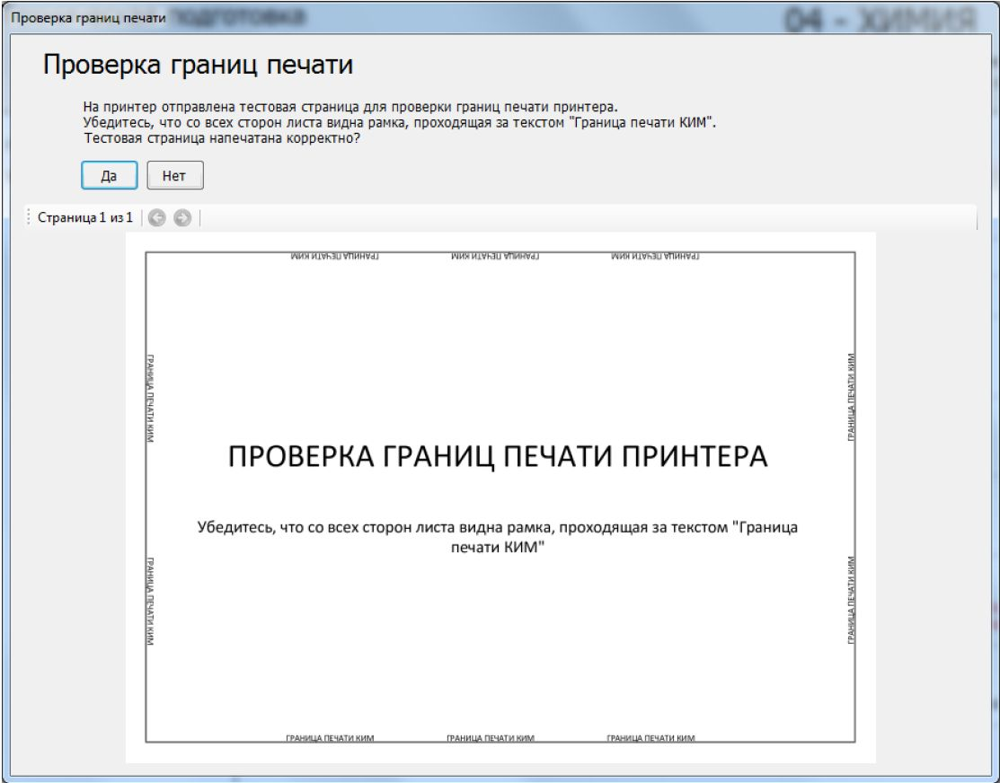 Проверка границ печати подготовка
04 - ХИМИЯ
Проверка границ печати
На принтер отправлена тестовая страница для проверки границ печати принтера.
Убедитесь, что со всех сторон листа видна рамка, проходящая за текстом "Граница печати КИМ".
Тестовая страница напечатана корректно?
Да Нет
Страница 1 из 1
ГРАНИЦА ПЕЧАТИ КИМ ГРАНИЦА ПЕЧАТИ КИМ ГРАНИЦА ПЕЧАТИ КИМ
ГРАНИЦА ПЕЧАТИ КИМ
ГРАНИЦА ПЕЧАТИ КИМ
ПРОВЕРКА ГРАНИЦ ПЕЧАТИ ПРИНТЕРА
Убедитесь, что со всех сторон листа видна рамка, проходящая за текстом "Граница
печати КИМ"
ГРАНИЦА ПЕЧАТИ КИМ
ГРАНИЦА ПЕЧАТИ КИМ
ГРАНИЦА ПЕЧАТИ КИМ ГРАНИЦА ПЕЧАТИ КИМ ГРАНИЦА ПЕЧАТИ КИМ